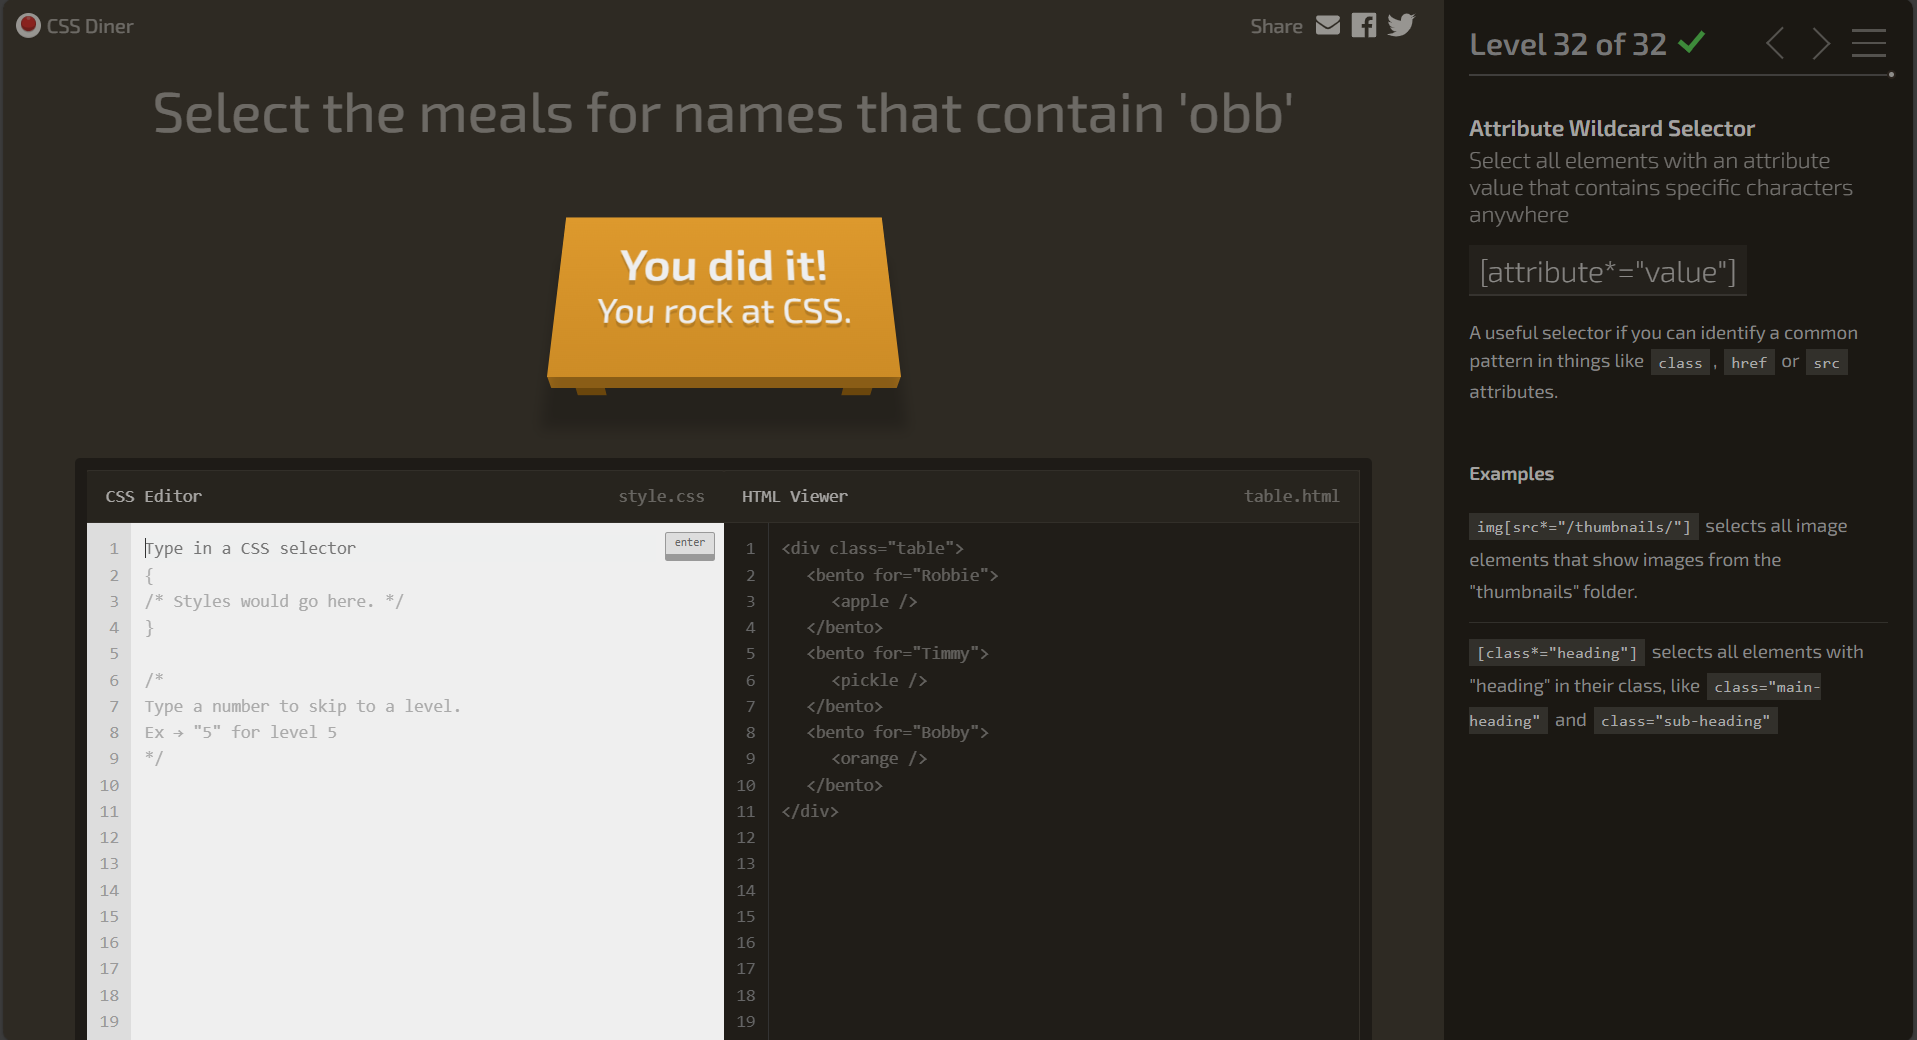 CSS Diner
Share
Select the meals for names that contain 'obb'
You did it!
You rock at CSS.
CSS Editor
style.css
1 Type in a CSS selector
enter
2 {
3 /* Styles would go here. */
4 }
5
6 /*
7 Type a number to skip to a level.
8 Ex → "5" for level 5
9 */
10
11
12
13
14
15
16
17
18
19
HTML Viewer
table.html
1 <div class="table">
2 <bento for="Robbie">
3 <apple />
4 </bento>
5 <bento for="Timmy">
6 <pickle />
7 </bento>
8 <bento for="Bobby">
9 <orange />
10 </bento>
11 </div>
12
13
14
15
16
17
18
19
Level 32 of 32
Attribute Wildcard Selector
Select all elements with an attribute
value that contains specific characters
anywhere
[attribute*="value"]
A useful selector if you can identify a common
pattern in things like class , href or src
attributes.
Examples
img[src*="/thumbnails/"] selects all image
elements that show images from the
"thumbnails" folder.
[class*="heading"] selects all elements with
"heading" in their class, like class="main-
heading" and class="sub-heading"